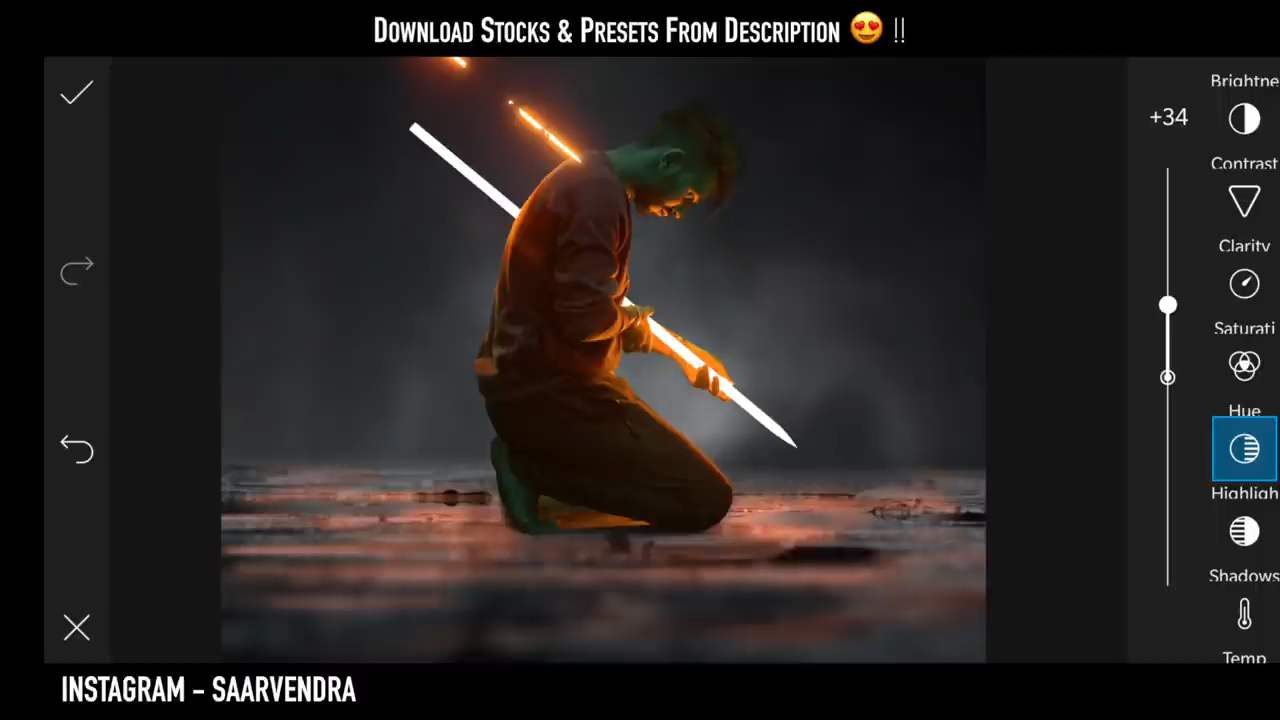 DOWNLOAD STOCKS & PRESETS FROM DESCRIPTION 😍 !!
Brightne
+34
Contrast
Clarity
Saturati
Hue
Highligh
Shadows
Temp
INSTAGRAM - SAARVENDRA